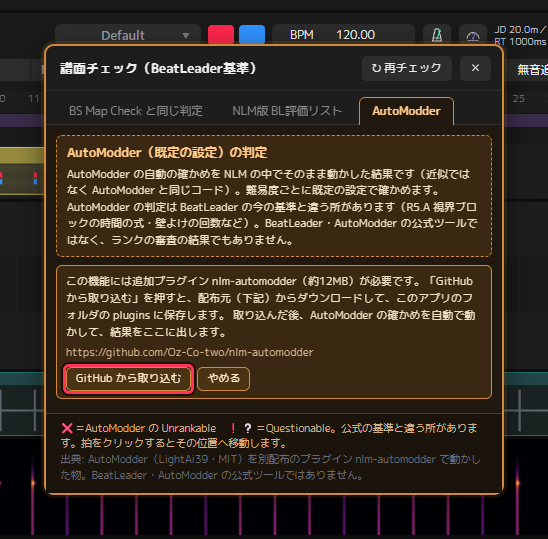 Default ▼ BPM 120.00 JD 20.0m/
RT 1000ms
譜面チェック（BeatLeader基準）
↻ 再チェック ✕
無音追
0 11 25
BS Map Check と同じ判定 NLM版 BL評価リスト AutoModder
AutoModder（既定の設定）の判定
AutoModder の自動の確かめを NLM の中でそのまま動かした結果です（近似では
なく AutoModder と同じコード）。難易度ごとに既定の設定で確かめます。
AutoModder の判定は BeatLeader の今の基準と違う所があります（R5.A 視界ブロ
ックの時間の式・壁よけの回数など）。BeatLeader・AutoModder の公式ツールで
はなく、ランクの審査の結果でもありません。
この機能には追加プラグイン nlm-automodder（約12MB）が必要です。「GitHub
から取り込む」を押すと、配布元（下記）からダウンロードして、このアプリのフ
ォルダの plugins に保存します。 取り込んだ後、AutoModder の確かめを自動で動
かして、結果をここに出します。
https://github.com/Oz-Co-two/nlm-automodder
GitHub から取り込む やめる
❌＝AutoModder の Unrankable ❗❔＝Questionable。公式の基準と違う所がありま
す。拍をクリックするとその位置へ移動します。
出典: AutoModder（LightAi39・MIT）を別配布のプラグイン nlm-automodder で動かし
た物。BeatLeader・AutoModder の公式ツールではありません。